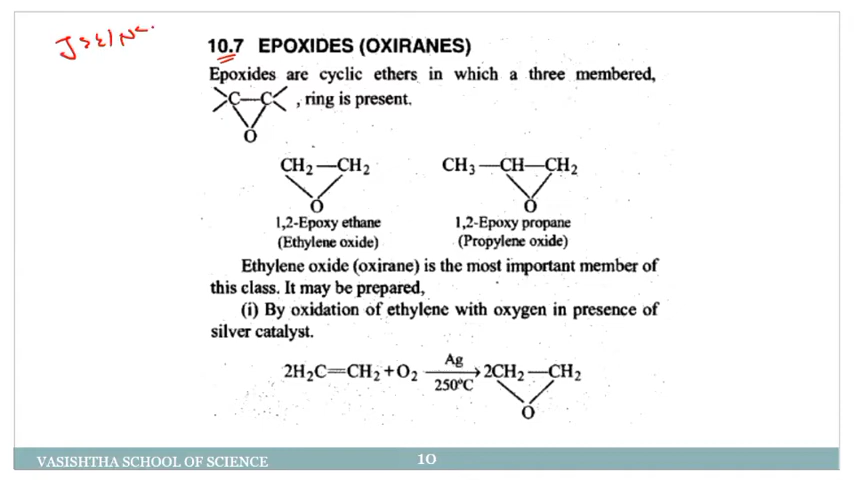 10.7 EPOXIDES (OXIRANES)
Epoxides are cyclic ethers in which a three membered,
>C—C< , ring is present.
O
CH₂—CH₂
O
1,2-Epoxy ethane
(Ethylene oxide)
CH₃—CH—CH₂
O
1,2-Epoxy propane
(Propylene oxide)
Ethylene oxide (oxirane) is the most important member of
this class. It may be prepared,
(i) By oxidation of ethylene with oxygen in presence of
silver catalyst.
2H₂C=CH₂+O₂ Ag 250°C → 2CH₂—CH₂
O
VASISHTHA SCHOOL OF SCIENCE 10